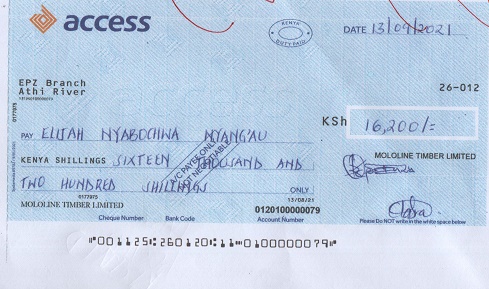 access
KENYA
DUTY PAID
DATE 13/09/2021
EPZ Branch
Athi River
26-012
KSh 16,200/=
PAY ELIJAH NYABOCHINA NYANG'AU
A/C PAYEE ONLY
NOT NEGOTIABLE
KENYA SHILLINGS SIXTEEN THOUSAND AND
MOLOLINE TIMBER LIMITED
TWO HUNDRED SHILLINGS ONLY
0177973
13/08/21
MOLOLINE TIMBER LIMITED
0120100000079
Cheque Number Bank Code Account Number
Please Do NOT write in the white space below
⑈001125⑆260120⑆11⑉0100000079⑈